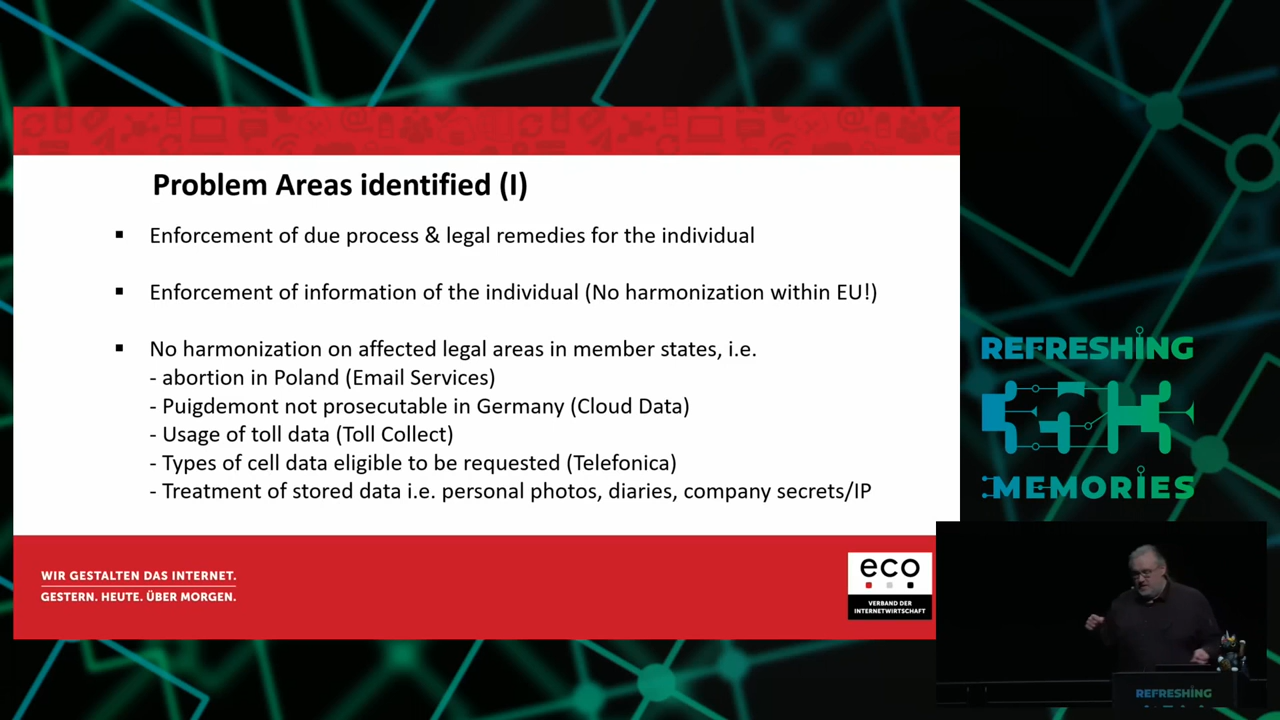 Problem Areas identified (I)
▪ Enforcement of due process & legal remedies for the individual
▪ Enforcement of information of the individual (No harmonization within EU!)
▪ No harmonization on affected legal areas in member states, i.e.
- abortion in Poland (Email Services)
- Puigdemont not prosecutable in Germany (Cloud Data)
- Usage of toll data (Toll Collect)
- Types of cell data eligible to be requested (Telefonica)
- Treatment of stored data i.e. personal photos, diaries, company secrets/IP
WIR GESTALTEN DAS INTERNET.
GESTERN. HEUTE. ÜBER MORGEN.
eco
VERBAND DER
INTERNETWIRTSCHAFT
REFRESHING
MEMORIES
REFRESHING